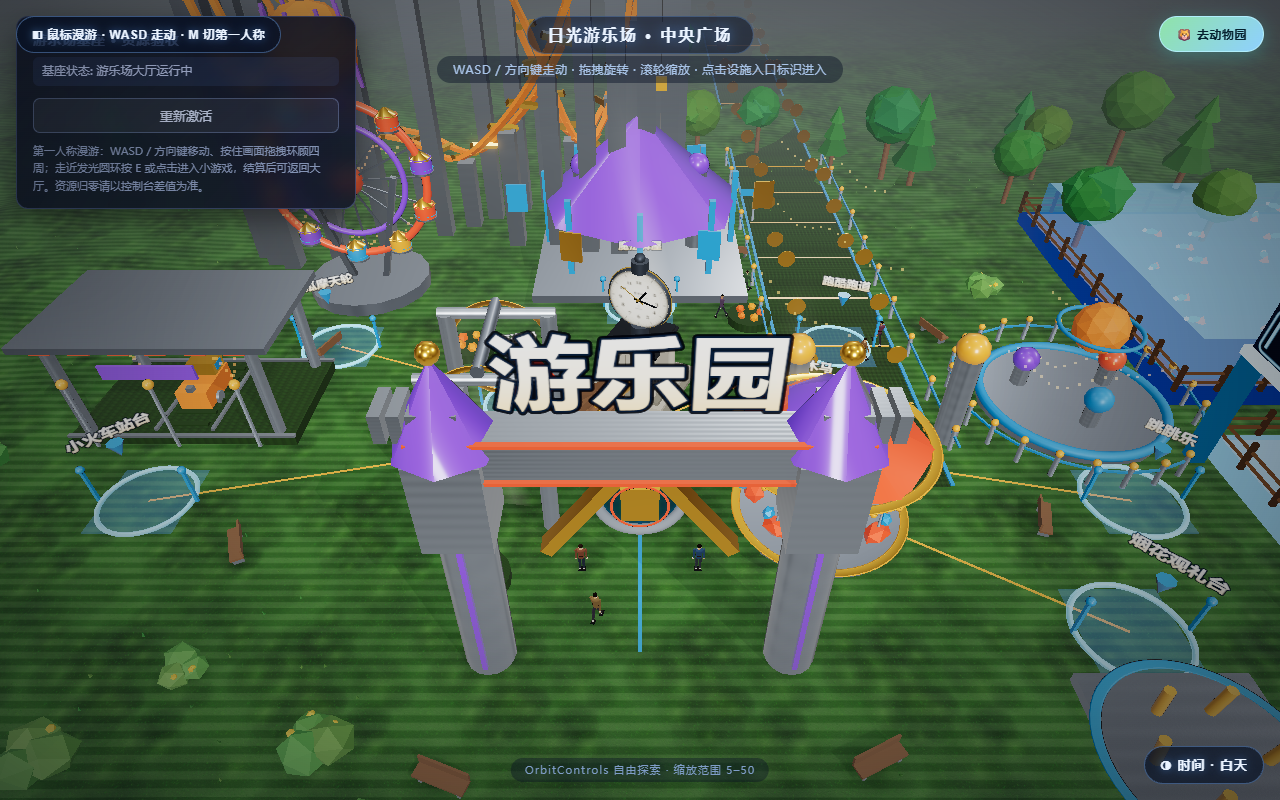 鼠标漫游 · WASD 走动 · M 切第一人称
基座状态: 游乐场大厅运行中
重新激活
第一人称漫游：WASD / 方向键移动、按住画面拖拽环顾四
周；走近发光圆环按 E 或点击进入小游戏，结算后可返回大
厅。资源归零请以控制台差值为准。
日光游乐场 • 中央广场
WASD / 方向键走动 · 拖拽旋转 · 滚轮缩放 · 点击设施入口标识进入
去动物园
摩天轮
游乐园
小火车站台
跳跳乐
烟花观礼台
OrbitControls 自由探索 · 缩放范围 5–50
时间 · 白天